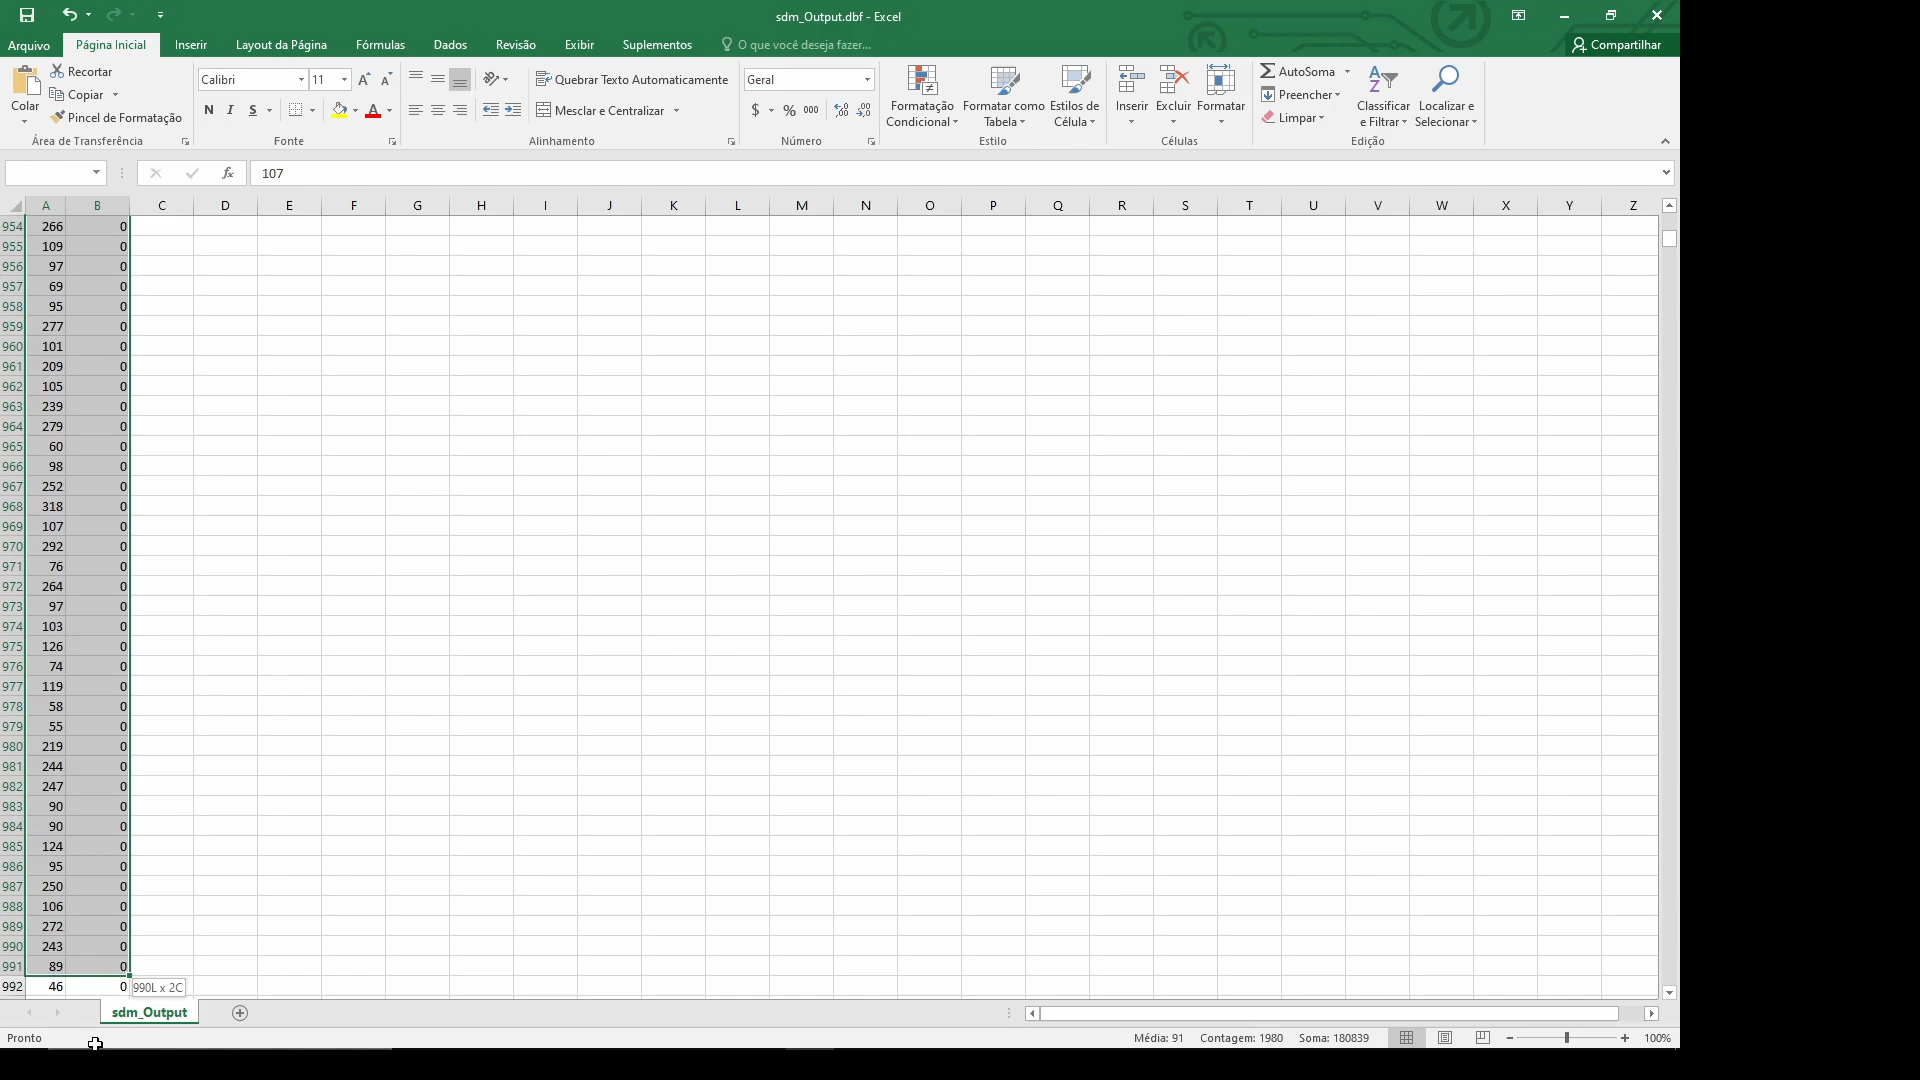 sdm_Output.dbf - Excel
Arquivo Página Inicial Inserir Layout da Página Fórmulas Dados Revisão Exibir Suplementos O que você deseja fazer... Compartilhar
Colar
Recortar
Copiar
Pincel de Formatação
Área de Transferência
Calibri 11
N I S
Fonte
Quebrar Texto Automaticamente
Mesclar e Centralizar
Alinhamento
Geral
$ % 000
Número
Formatação Condicional
Formatar como Tabela
Estilos de Célula
Estilo
Inserir Excluir Formatar
Células
AutoSoma
Preencher
Limpar
Classificar e Filtrar
Localizar e Selecionar
Edição
fx 107
A B C D E F G H I J K L M N O P Q R S T U V W X Y Z
954 266 0
955 109 0
956 97 0
957 69 0
958 95 0
959 277 0
960 101 0
961 209 0
962 105 0
963 239 0
964 279 0
965 60 0
966 98 0
967 252 0
968 318 0
969 107 0
970 292 0
971 76 0
972 264 0
973 97 0
974 103 0
975 126 0
976 74 0
977 119 0
978 58 0
979 55 0
980 219 0
981 244 0
982 247 0
983 90 0
984 90 0
985 124 0
986 95 0
987 250 0
988 106 0
989 272 0
990 243 0
991 89 0
992 46 0 990L x 2C
sdm_Output
Pronto Média: 91 Contagem: 1980 Soma: 180839 100%